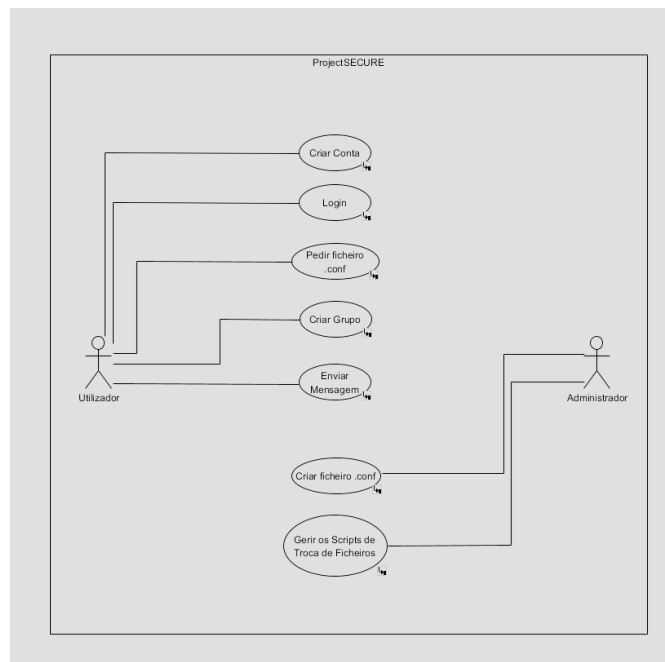 ProjectSECURE
Criar Conta
Login
Pedir ficheiro
.conf
Criar Grupo
Enviar
Mensagem
Utilizador
Administrador
Criar ficheiro .conf
Gerir os Scripts de
Troca de Ficheiros